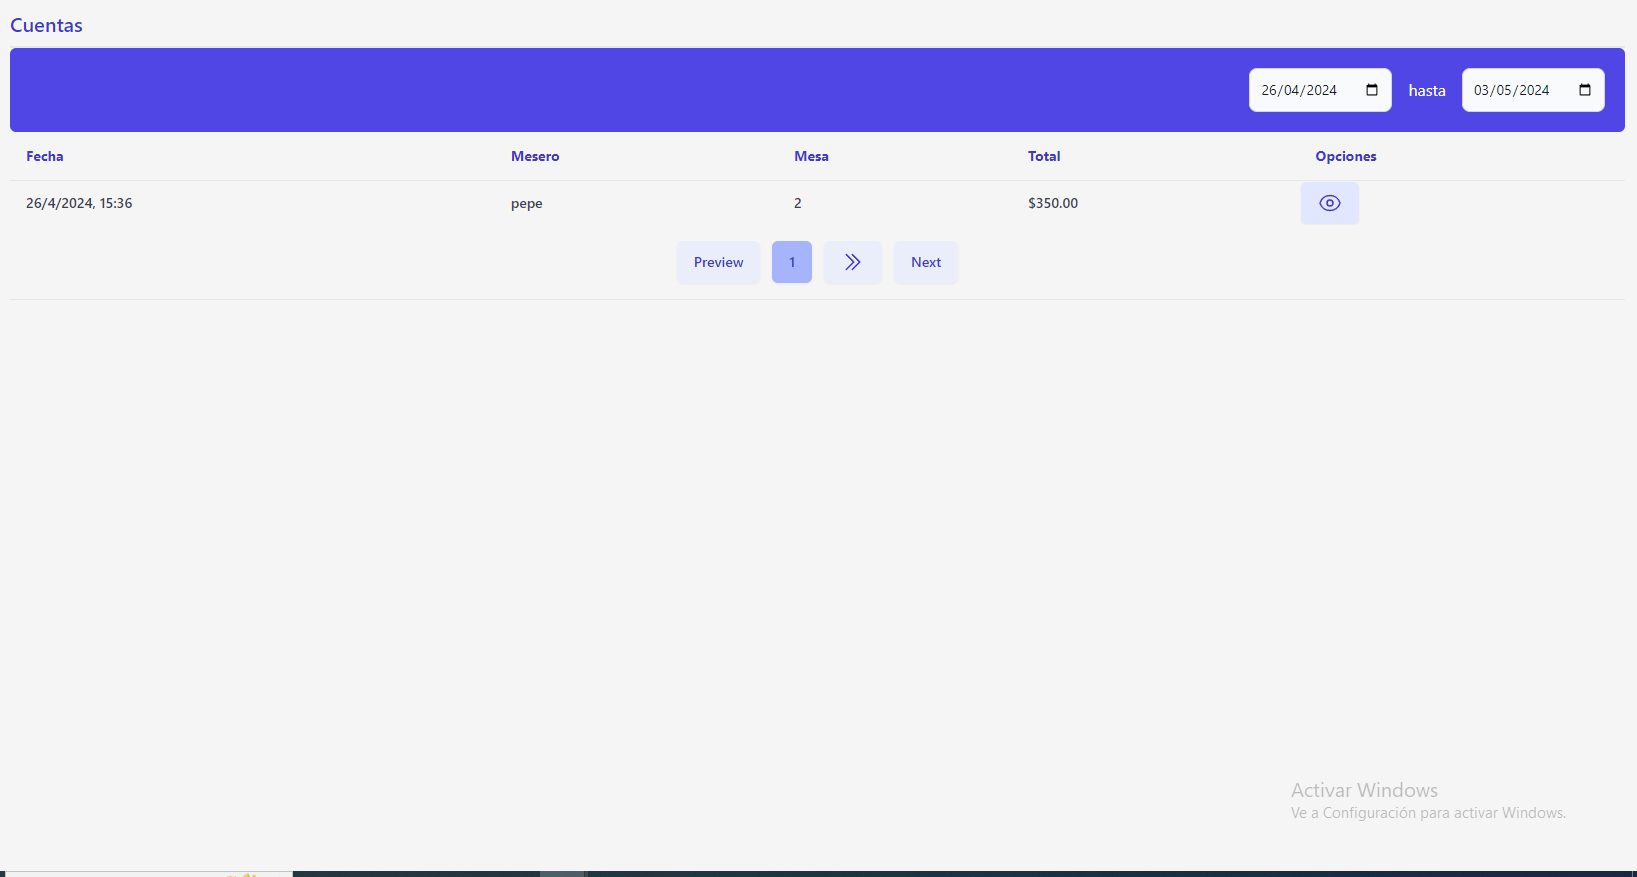 Cuentas
26/04/2024 hasta 03/05/2024
Fecha Mesero Mesa Total Opciones
26/4/2024, 15:36 pepe 2 $350.00
Preview 1 Next
Activar Windows
Ve a Configuración para activar Windows.